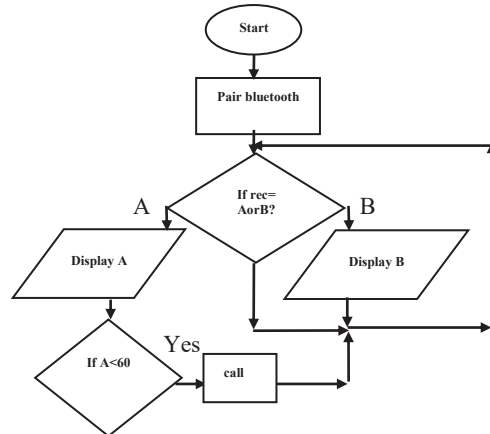 Start
Pair bluetooth
If rec=
AorB?
A
B
Display A
Display B
If A<60
Yes
call